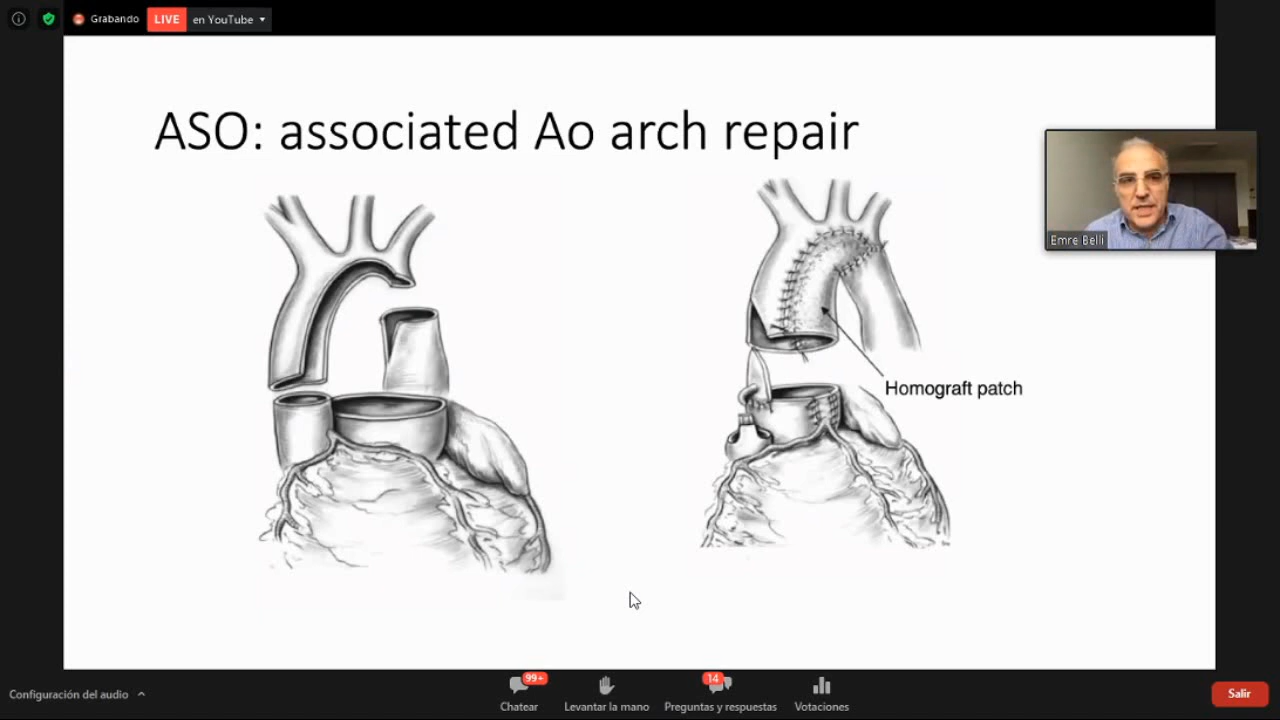 Grabando
LIVE en YouTube
ASO: associated Ao arch repair
Emre Belli
Homograft patch
Configuración del audio
99+
Chatear
Levantar la mano
14
Preguntas y respuestas
Votaciones
Salir